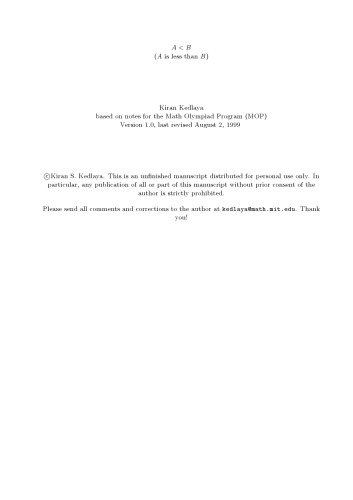 A < B
(A is less than B)
Kiran Kedlaya
based on notes for the Math Olympiad Program (MOP)
Version 1.0, last revised August 2, 1999
©Kiran S. Kedlaya. This is an unfinished manuscript distributed for personal use only. In
particular, any publication of all or part of this manuscript without prior consent of the
author is strictly prohibited.
Please send all comments and corrections to the author at kedlaya@math.mit.edu. Thank
you!